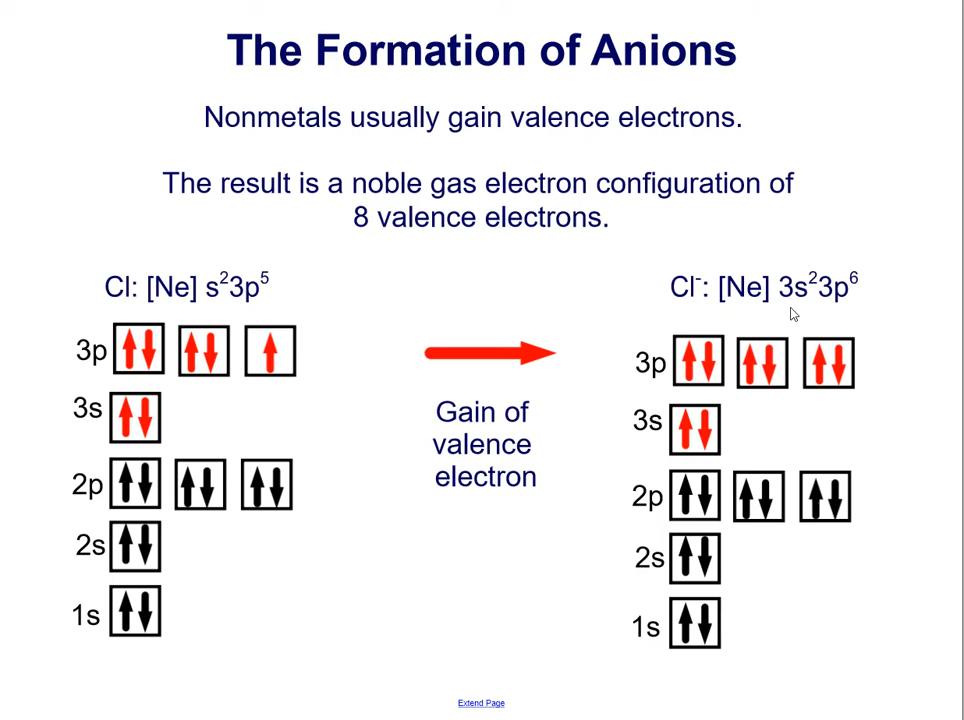 The Formation of Anions
Nonmetals usually gain valence electrons.
The result is a noble gas electron configuration of
8 valence electrons.
Cl: [Ne] s²3p⁵
3p
3s
2p
2s
1s
Gain of
valence
electron
Cl⁻: [Ne] 3s²3p⁶
3p
3s
2p
2s
1s
Extend Page